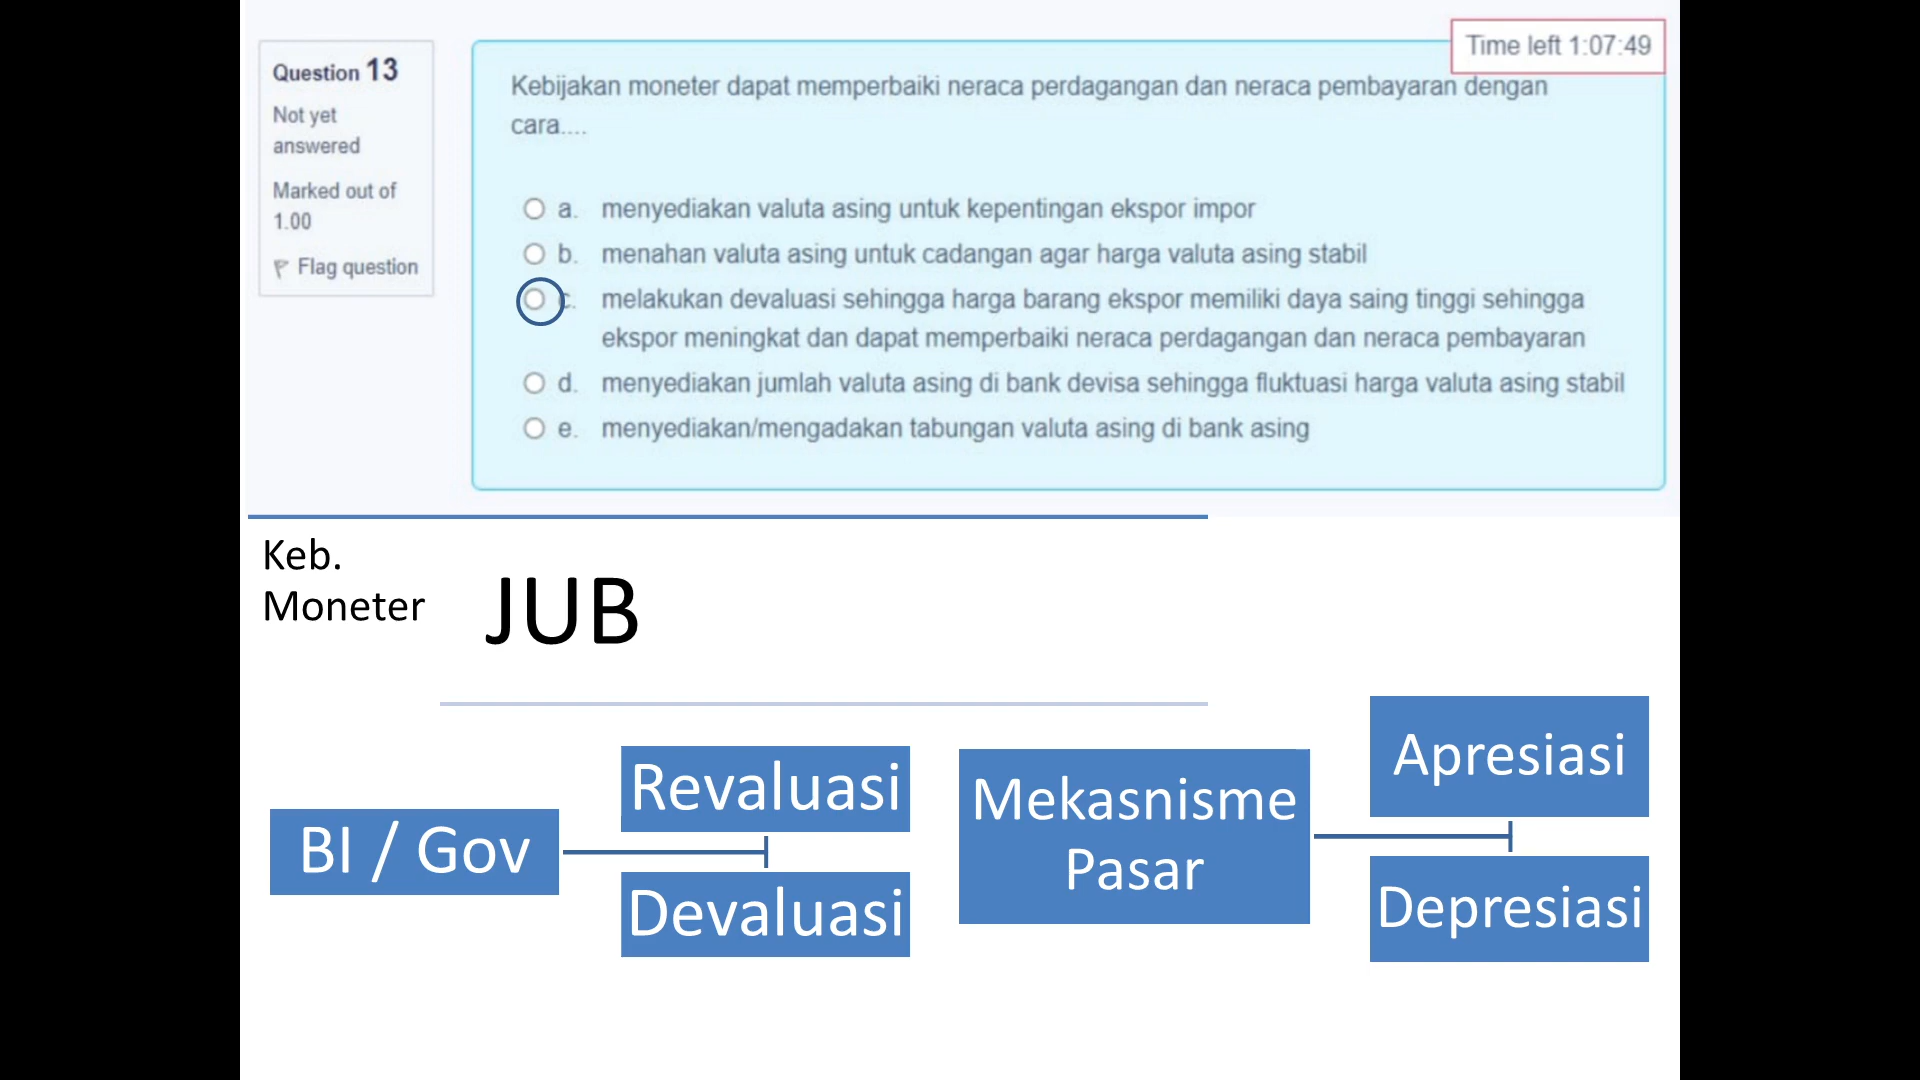 Time left 1:07:49
Question 13
Not yet
answered
Marked out of
1.00
Flag question
Kebijakan moneter dapat memperbaiki neraca perdagangan dan neraca pembayaran dengan
cara....
a. menyediakan valuta asing untuk kepentingan ekspor impor
b. menahan valuta asing untuk cadangan agar harga valuta asing stabil
c. melakukan devaluasi sehingga harga barang ekspor memiliki daya saing tinggi sehingga
ekspor meningkat dan dapat memperbaiki neraca perdagangan dan neraca pembayaran
d. menyediakan jumlah valuta asing di bank devisa sehingga fluktuasi harga valuta asing stabil
e. menyediakan/mengadakan tabungan valuta asing di bank asing
Keb.
Moneter
JUB
BI / Gov
Revaluasi
Devaluasi
Mekasnisme
Pasar
Apresiasi
Depresiasi